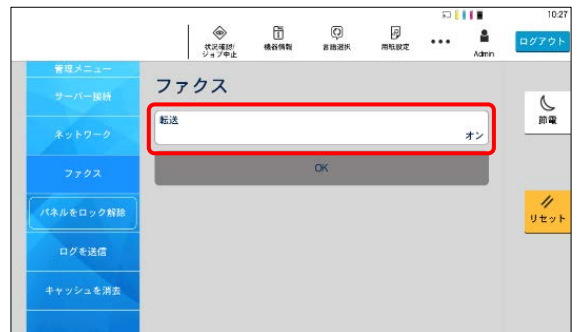 10:27
状況確認/
ジョブ中止
機器情報
言語選択
用紙設定
Admin
ログアウト
管理メニュー
サーバー接続
ネットワーク
ファクス
パネルをロック解除
ログを送信
キャッシュを消去
ファクス
転送
オン
OK
節電
リセット